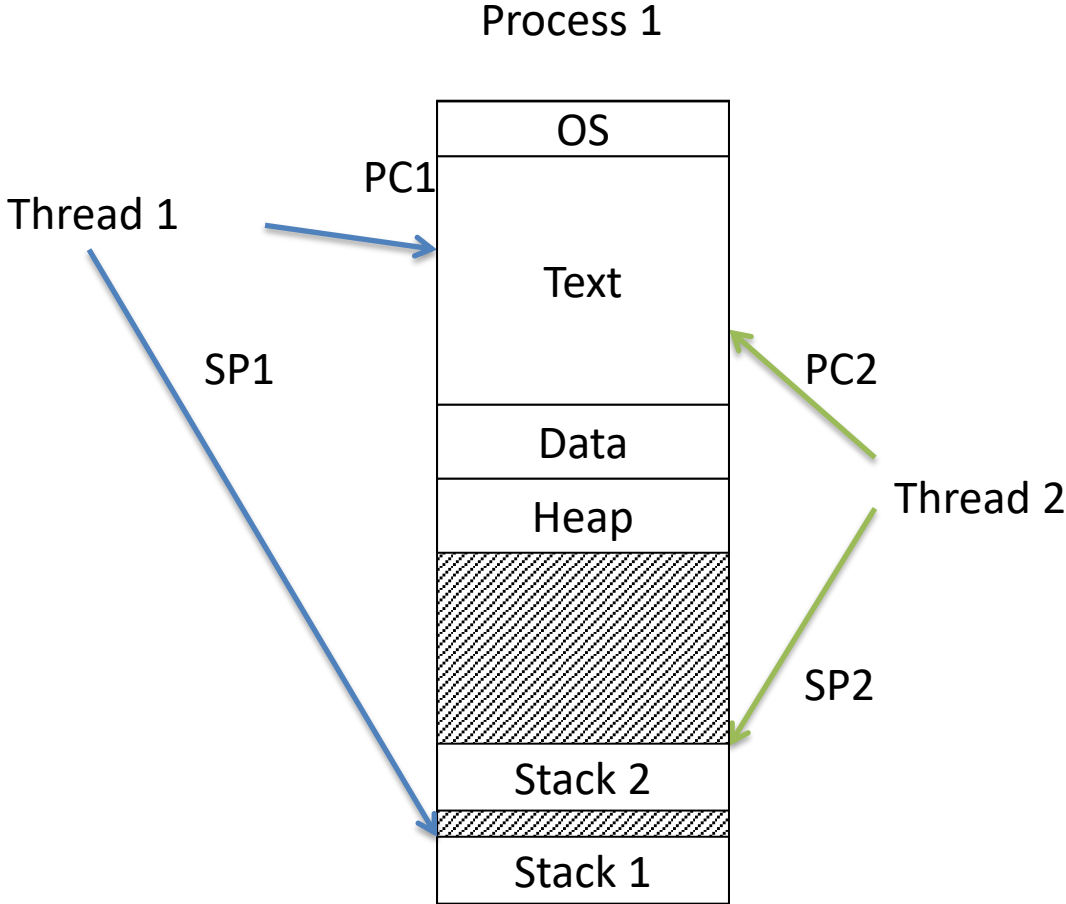 Process 1
OS
PC1
Thread 1
Text
SP1
PC2
Data
Thread 2
Heap
SP2
Stack 2
Stack 1